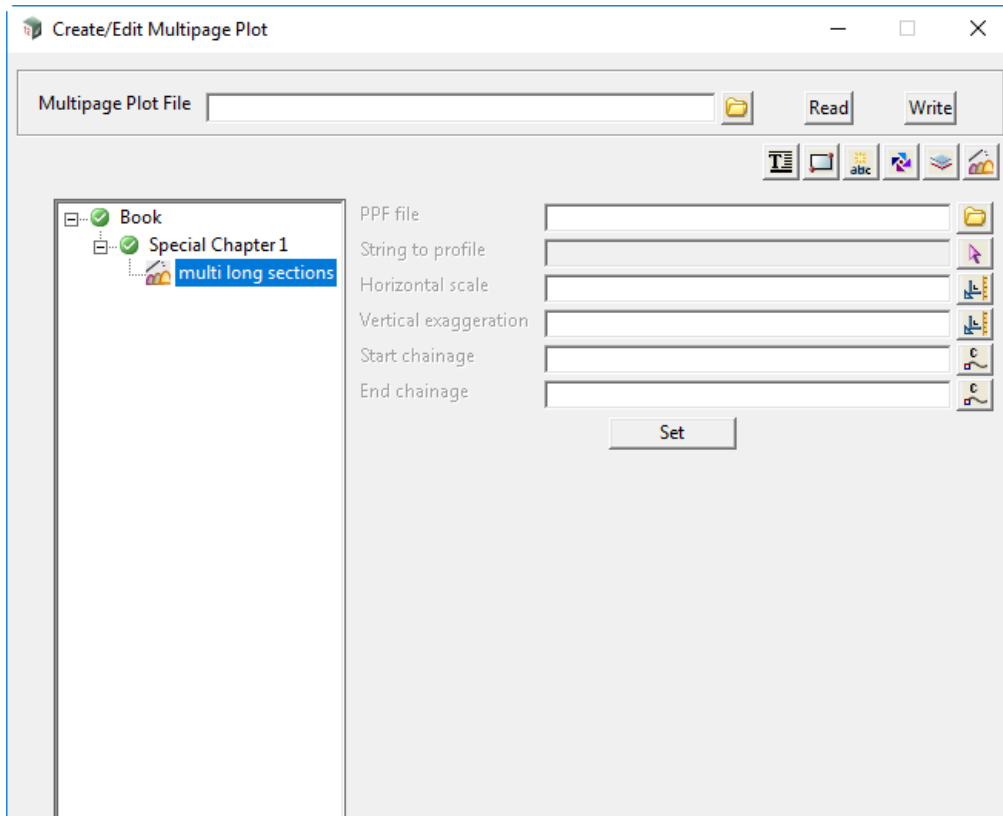 Create/Edit Multipage Plot
Multipage Plot File
Read
Write
T
abc
Book
Special Chapter 1
multi long sections
PPF file
String to profile
Horizontal scale
Vertical exaggeration
Start chainage
C
End chainage
C
Set